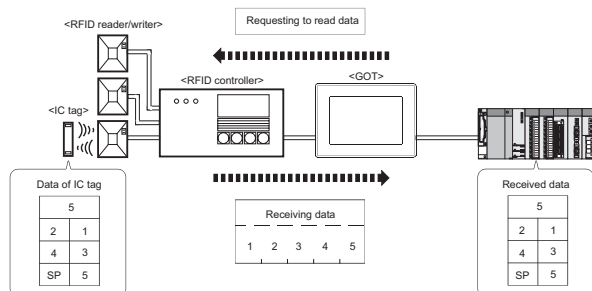 Requesting to read data
<RFID reader/writer>
<RFID controller>
<GOT>
<IC tag>
Data of IC tag
5
2 1
4 3
SP 5
Receiving data
1 2 3 4 5
Received data
5
2 1
4 3
SP 5